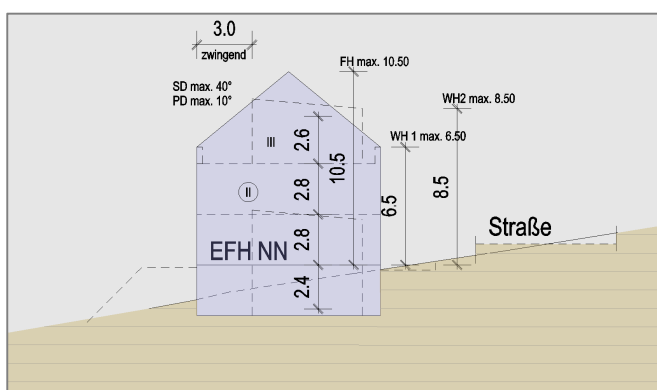 3.0
zwingend
FH max. 10.50
SD max. 40°
PD max. 10°
WH2 max. 8.50
WH 1 max. 6.50
III
2.6
10.5
8.5
6.5
II
2.8
Straße
2.8
EFH NN
2.4